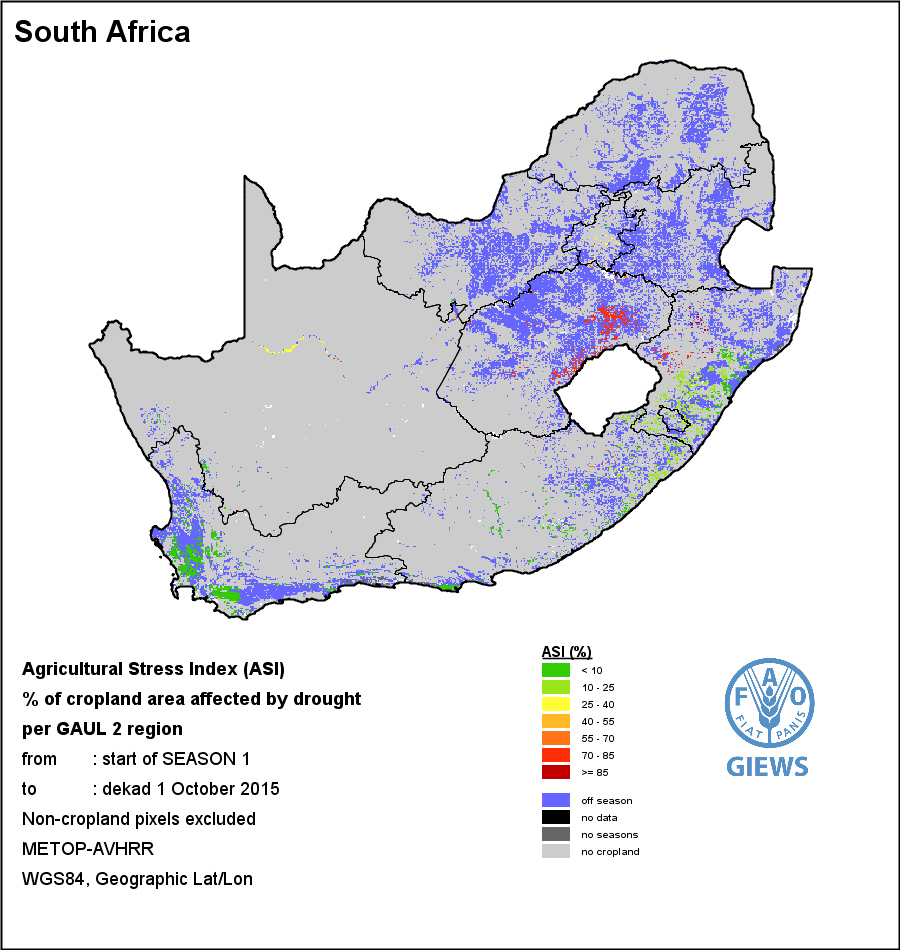 South Africa
Agricultural Stress Index (ASI)
% of cropland area affected by drought
per GAUL 2 region
from : start of SEASON 1
to : dekad 1 October 2015
Non-cropland pixels excluded
METOP-AVHRR
WGS84, Geographic Lat/Lon
ASI (%)
< 10
10 - 25
25 - 40
40 - 55
55 - 70
70 - 85
>= 85
off season
no data
no seasons
no cropland
F A O
FIAT PANIS
GIEWS